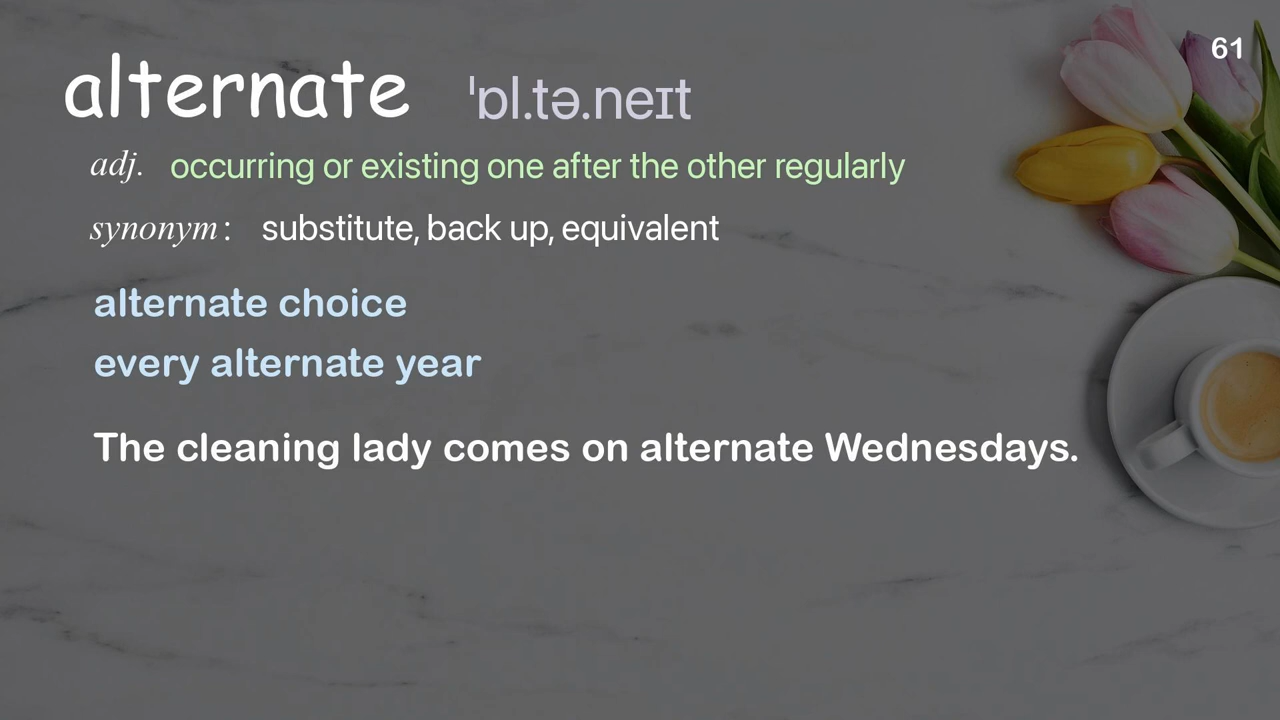 61
alternate ˈɒl.tə.neɪt
adj. occurring or existing one after the other regularly
synonym: substitute, back up, equivalent
alternate choice
every alternate year
The cleaning lady comes on alternate Wednesdays.